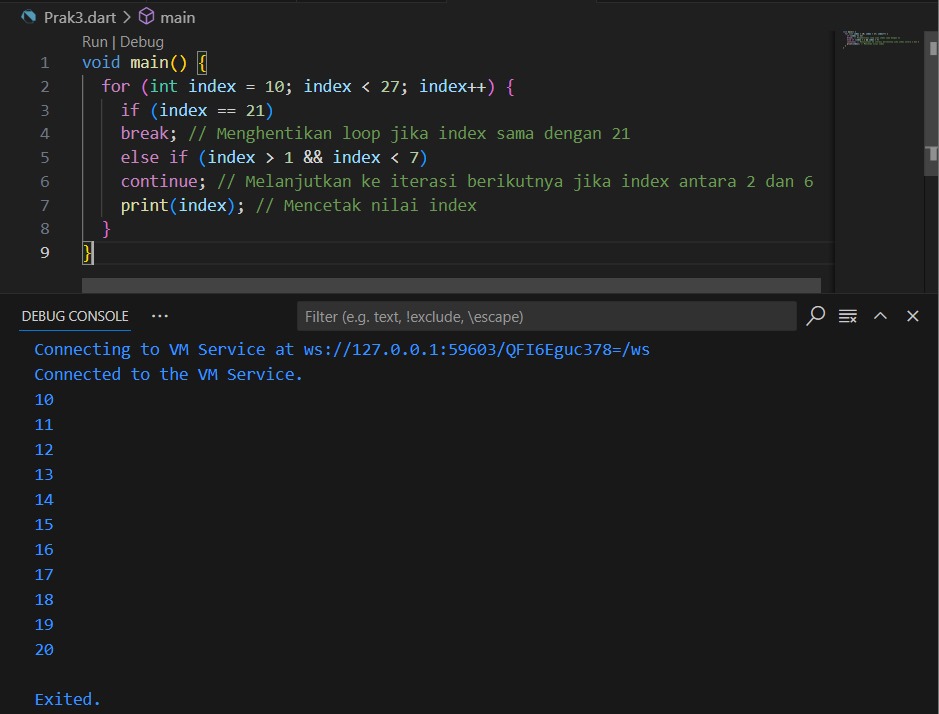 Prak3.dart > main
Run | Debug
1 void main() {
2 for (int index = 10; index < 27; index++) {
3 if (index == 21)
4 break; // Menghentikan loop jika index sama dengan 21
5 else if (index > 1 && index < 7)
6 continue; // Melanjutkan ke iterasi berikutnya jika index antara 2 dan 6
7 print(index); // Mencetak nilai index
8 }
9 }
DEBUG CONSOLE ... Filter (e.g. text, !exclude, \escape)
Connecting to VM Service at ws://127.0.0.1:59603/QFI6Eguc378=/ws
Connected to the VM Service.
10
11
12
13
14
15
16
17
18
19
20
Exited.